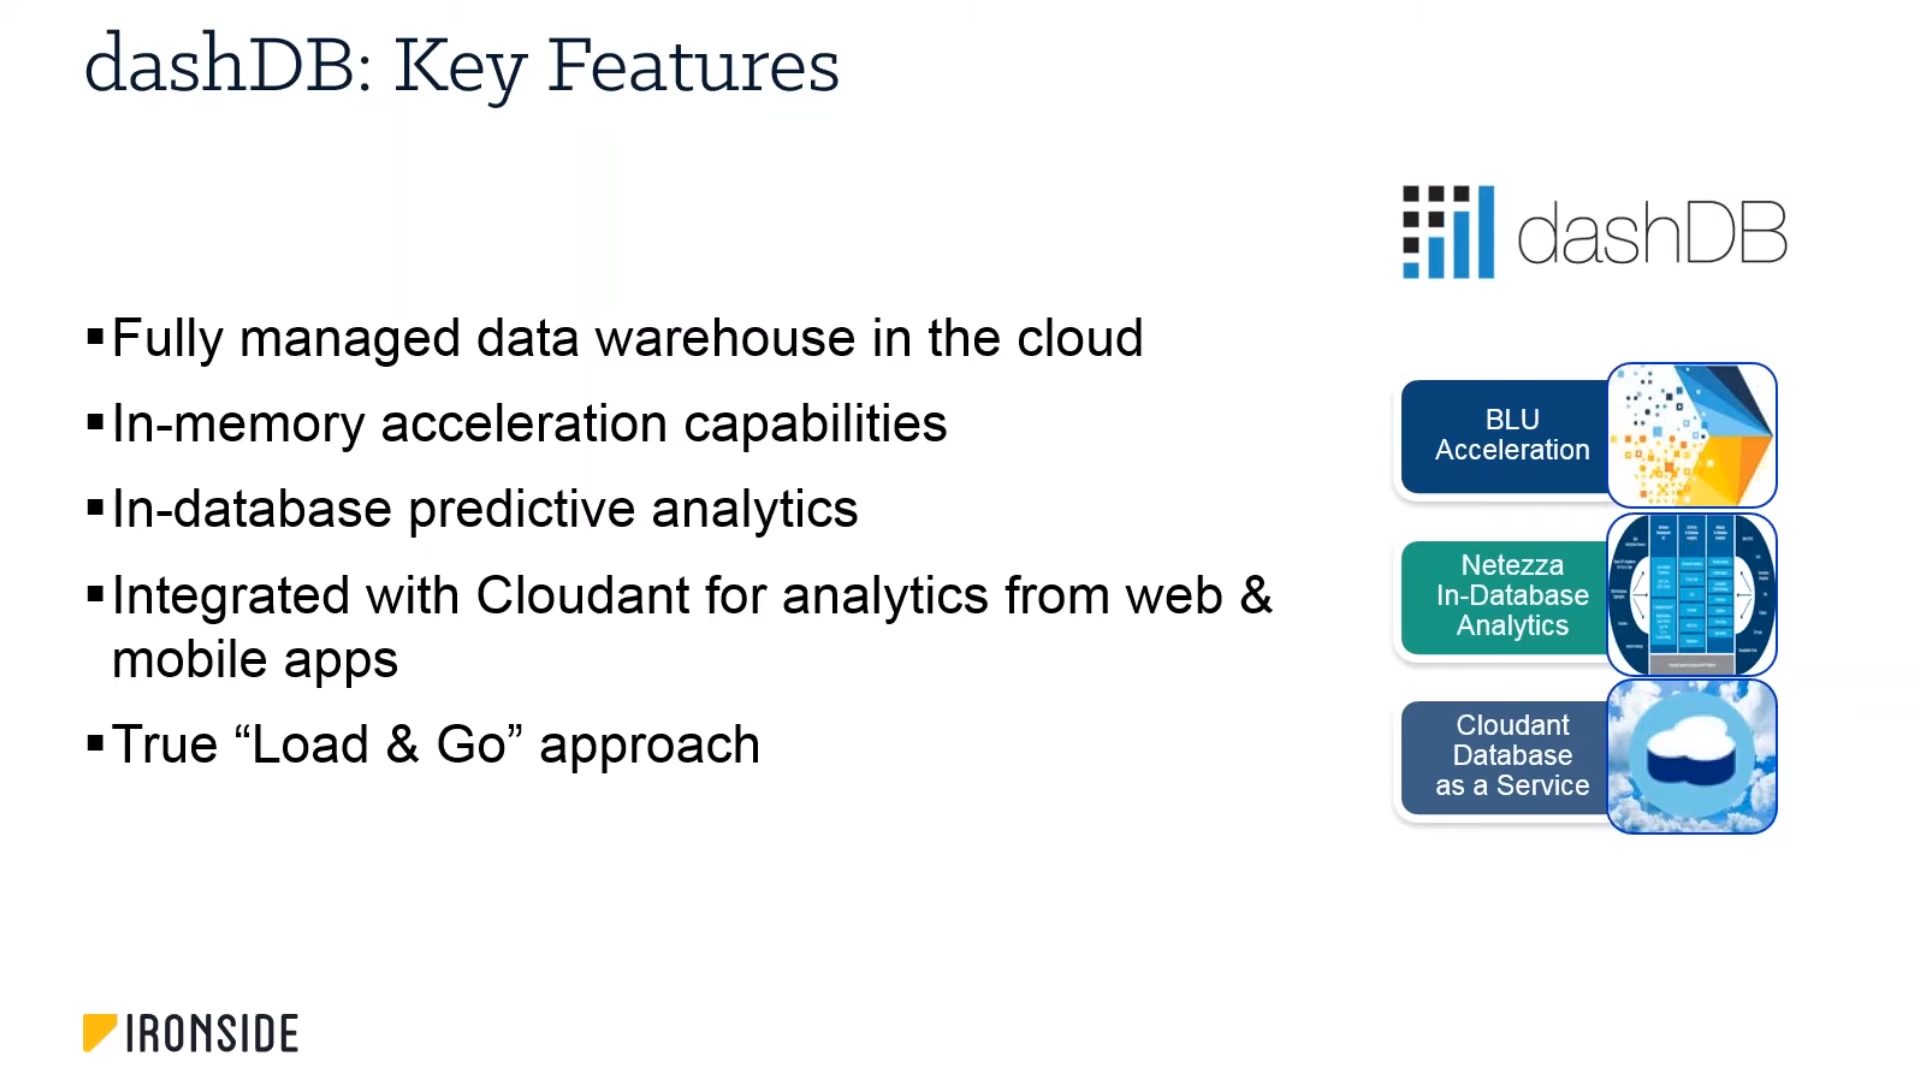 dashDB: Key Features
dashDB
▪Fully managed data warehouse in the cloud
▪In-memory acceleration capabilities
▪In-database predictive analytics
▪Integrated with Cloudant for analytics from web &
mobile apps
▪True “Load & Go” approach
BLU
Acceleration
Netezza
In-Database
Analytics
Cloudant
Database
as a Service
IRONSIDE